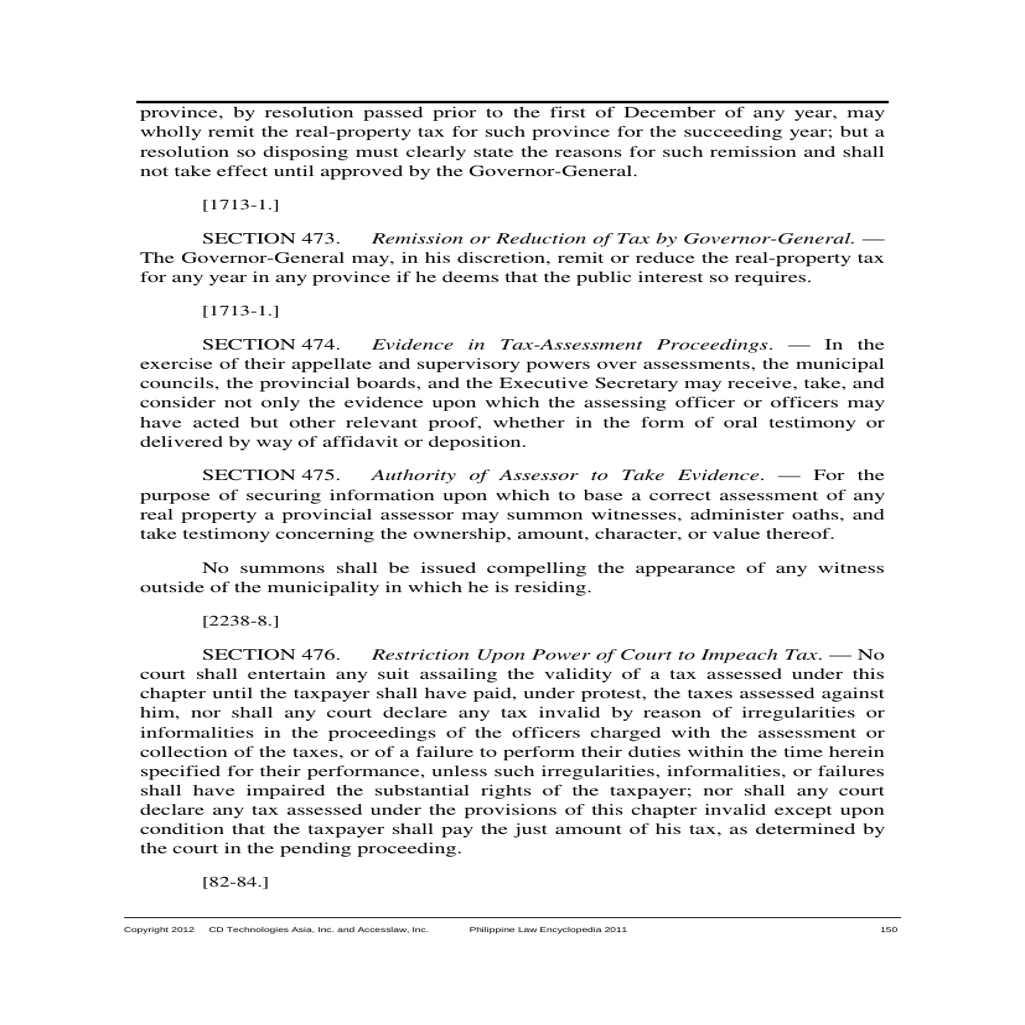 province, by resolution passed prior to the first of December of any year, may
wholly remit the real-property tax for such province for the succeeding year; but a
resolution so disposing must clearly state the reasons for such remission and shall
not take effect until approved by the Governor-General.
[1713-1.]
SECTION 473. Remission or Reduction of Tax by Governor-General. —
The Governor-General may, in his discretion, remit or reduce the real-property tax
for any year in any province if he deems that the public interest so requires.
[1713-1.]
SECTION 474. Evidence in Tax-Assessment Proceedings. — In the
exercise of their appellate and supervisory powers over assessments, the municipal
councils, the provincial boards, and the Executive Secretary may receive, take, and
consider not only the evidence upon which the assessing officer or officers may
have acted but other relevant proof, whether in the form of oral testimony or
delivered by way of affidavit or deposition.
SECTION 475. Authority of Assessor to Take Evidence. — For the
purpose of securing information upon which to base a correct assessment of any
real property a provincial assessor may summon witnesses, administer oaths, and
take testimony concerning the ownership, amount, character, or value thereof.
No summons shall be issued compelling the appearance of any witness
outside of the municipality in which he is residing.
[2238-8.]
SECTION 476. Restriction Upon Power of Court to Impeach Tax. — No
court shall entertain any suit assailing the validity of a tax assessed under this
chapter until the taxpayer shall have paid, under protest, the taxes assessed against
him, nor shall any court declare any tax invalid by reason of irregularities or
informalities in the proceedings of the officers charged with the assessment or
collection of the taxes, or of a failure to perform their duties within the time herein
specified for their performance, unless such irregularities, informalities, or failures
shall have impaired the substantial rights of the taxpayer; nor shall any court
declare any tax assessed under the provisions of this chapter invalid except upon
condition that the taxpayer shall pay the just amount of his tax, as determined by
the court in the pending proceeding.
[82-84.]
Copyright 2012 CD Technologies Asia, Inc. and Accesslaw, Inc. Philippine Law Encyclopedia 2011 150